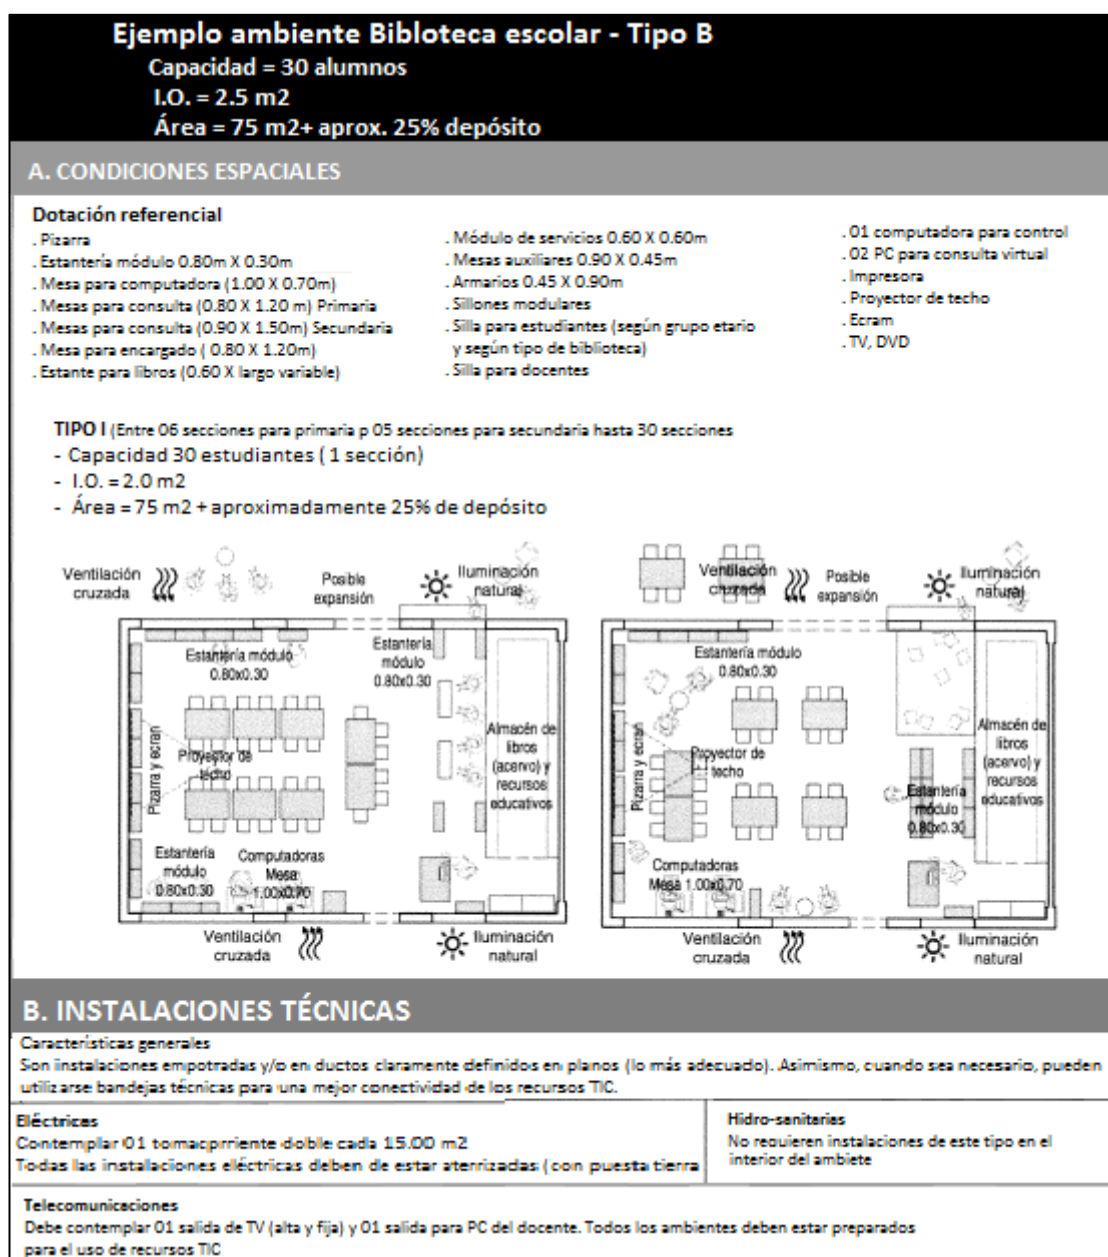 Ejemplo ambiente Bibloteca escolar - Tipo B
Capacidad = 30 alumnos
I.O. = 2.5 m2
Área = 75 m2+ aprox. 25% depósito
A. CONDICIONES ESPACIALES
Dotación referencial
. Pizarra
. Estantería módulo 0.80m X 0.30m
. Mesa para computadora (1.00 X 0.70m)
. Mesas para consulta (0.80 X 1.20 m) Primaria
. Mesas para consulta (0.90 X 1.50m) Secundaria
. Mesa para encargado ( 0.80 X 1.20m)
. Estante para libros (0.60 X largo variable)
. Módulo de servicios 0.60 X 0.60m
. Mesas auxiliares 0.90 X 0.45m
. Armarios 0.45 X 0.90m
. Sillones modulares
. Silla para estudiantes (según grupo etario
y según tipo de biblioteca)
. Silla para docentes
. 01 computadora para control
. 02 PC para consulta virtual
. Impresora
. Proyector de techo
. Ecram
. TV, DVD
TIPO I (Entre 06 secciones para primaria p 05 secciones para secundaria hasta 30 secciones
- Capacidad 30 estudiantes ( 1 sección)
- I.O. = 2.0 m2
- Área = 75 m2 + aproximadamente 25% de depósito
Ventilación
cruzada
Posible
expansión
Iluminación
natural
Estantería módulo
0.80x0.30
Estantería
módulo
0.80x0.30
Pizarra y ecran
Proyector de
techo
Almacén de
libros
(acervo) y
recursos
educativos
Estantería
módulo
0.80x0.30
Computadoras
Mesa
1.00x0.70
Ventilación
cruzada
Iluminación
natural
Ventilación
cruzada
Posible
expansión
Iluminación
natural
Estantería módulo
0.80x0.30
Pizarra y ecran
Proyector de
techo
Almacén de
libros
(acervo) y
recursos
educativos
Estantería
módulo
0.80x0.30
Computadoras
Mesa 1.00x0.70
Ventilación
cruzada
Iluminación
natural
B. INSTALACIONES TÉCNICAS
Características generales
Son instalaciones empotradas y/o en ductos claramente definidos en planos (lo más adecuado). Asimismo, cuando sea necesario, pueden
utilizarse bandejas técnicas para una mejor conectividad de los recursos TIC.
Eléctricas
Contemplar 01 tomacprriente doble cada 15.00 m2
Todas las instalaciones eléctricas deben de estar aterrizadas (con puesta tierra
Hidro-sanitarias
No requieren instalaciones de este tipo en el
interior del ambiete
Telecomunicaciones
Debe contemplar 01 salida de TV (alta y fija) y 01 salida para PC del docente. Todos los ambientes deben estar preparados
para el uso de recursos TIC